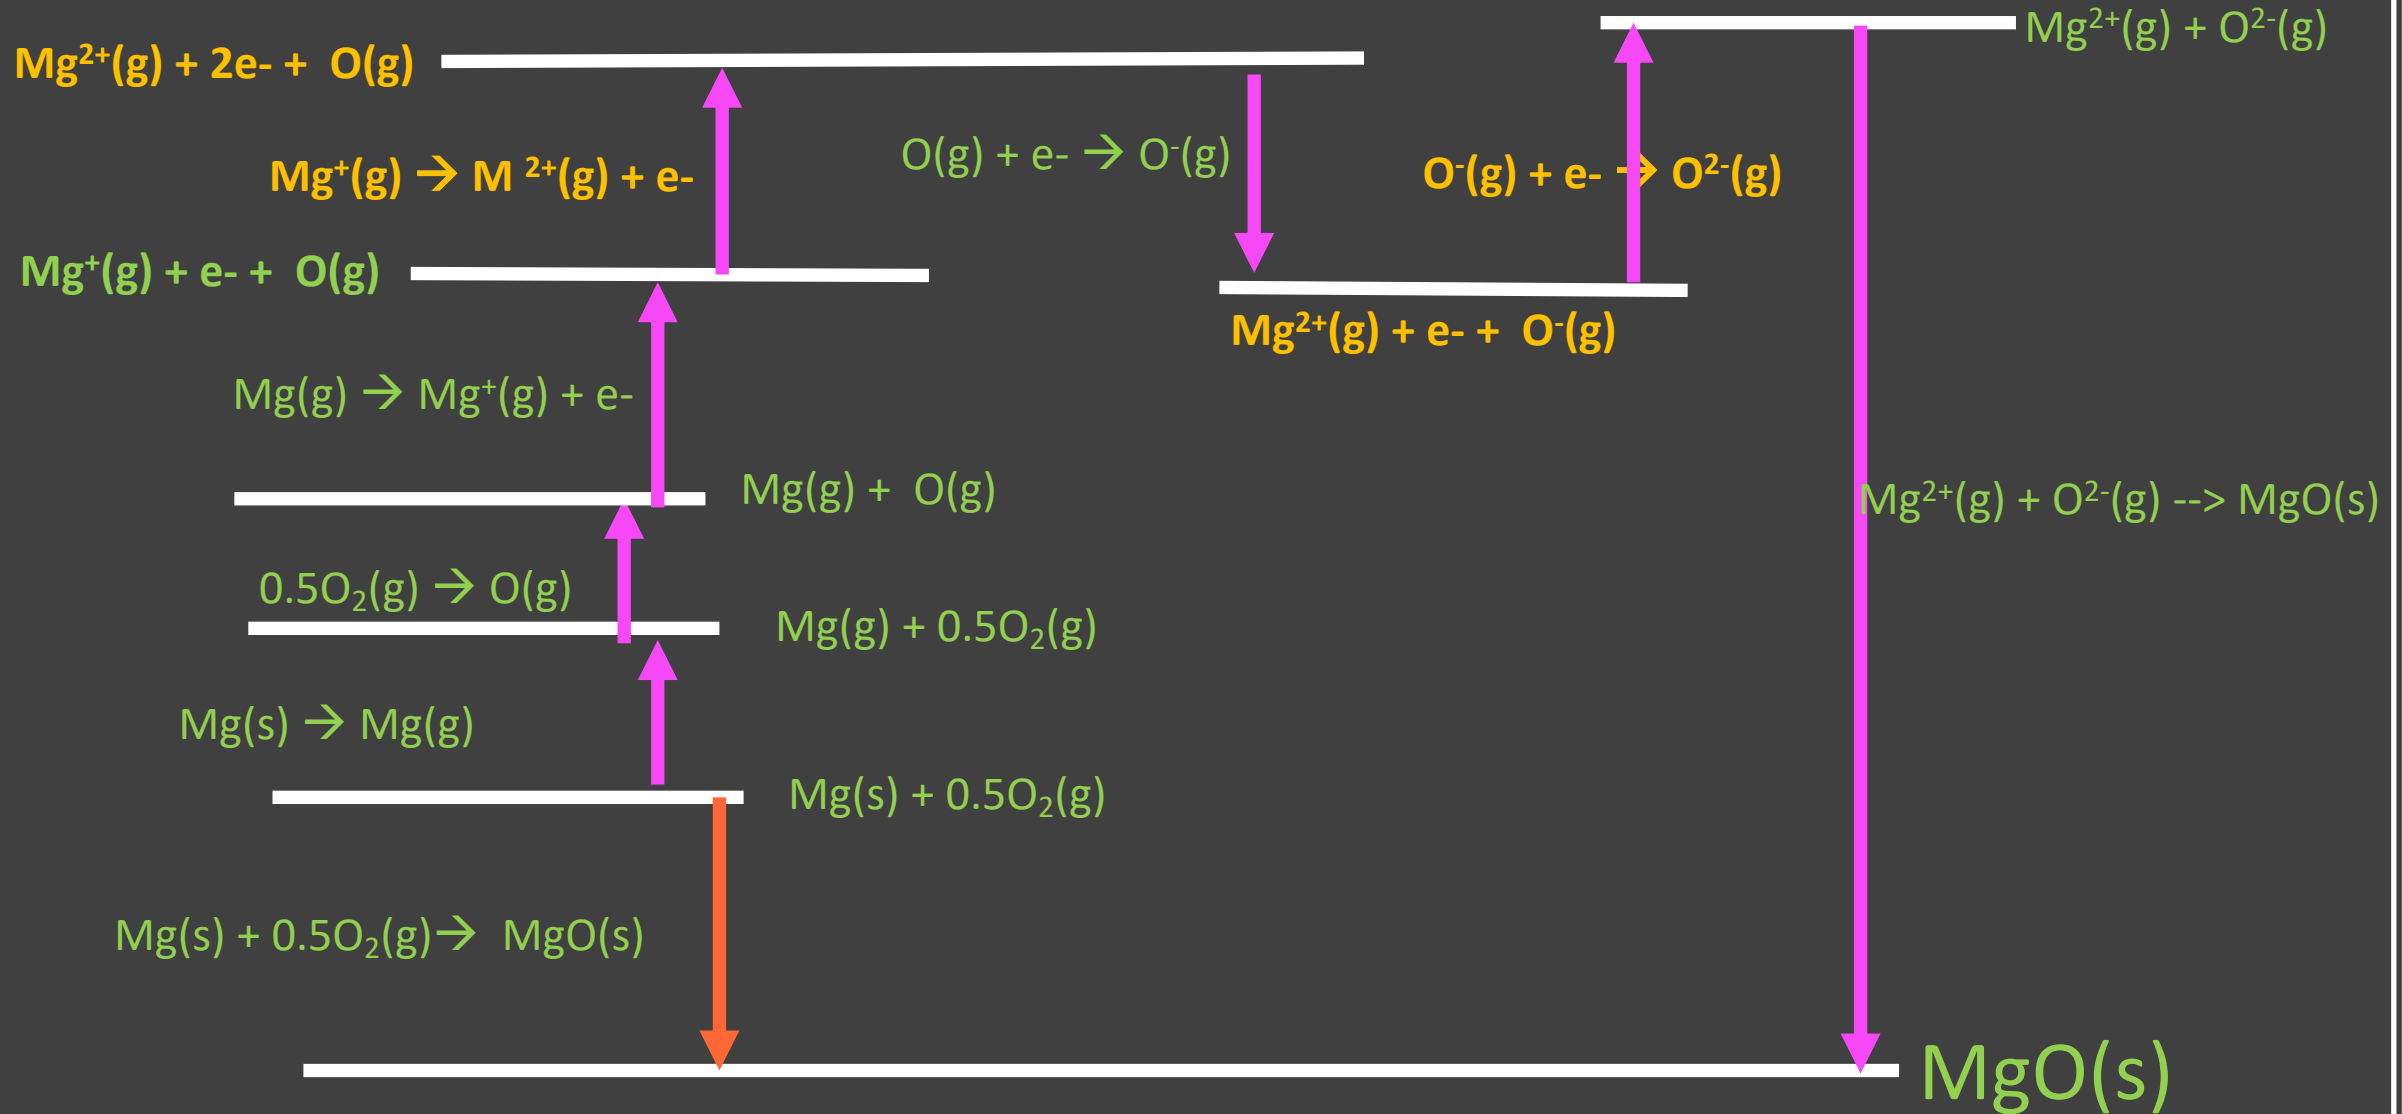 Mg²⁺(g) + O²⁻(g)
Mg²⁺(g) + 2e- + O(g)
O(g) + e- → O⁻(g)
Mg⁺(g) → M ²⁺(g) + e-
O⁻(g) + e- → O²⁻(g)
Mg⁺(g) + e- + O(g)
Mg²⁺(g) + e- + O⁻(g)
Mg(g) → Mg⁺(g) + e-
Mg(g) + O(g)
Mg²⁺(g) + O²⁻(g) --> MgO(s)
0.5O₂(g) → O(g)
Mg(g) + 0.5O₂(g)
Mg(s) → Mg(g)
Mg(s) + 0.5O₂(g)
Mg(s) + 0.5O₂(g)→ MgO(s)
MgO(s)